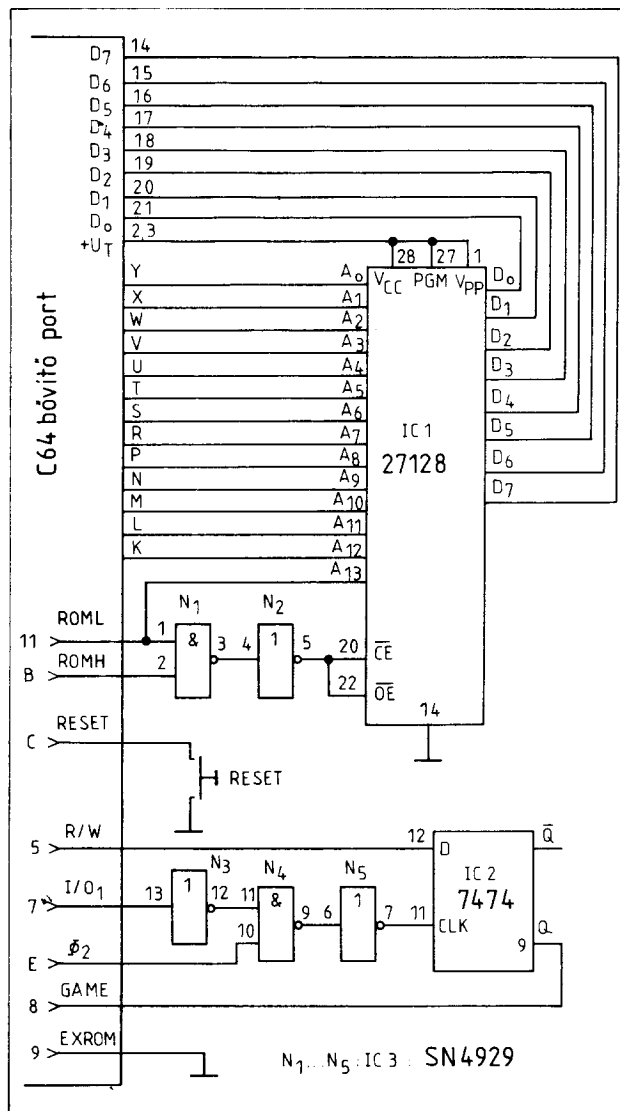 C64 bővítő port
D7 14
D6 15
D5 16
D4 17
D3 18
D2 19
D1 20
D0 21
+UT 2,3
28 27 1
VCC PGM VPP
Y A0
X A1
W A2
V A3
U A4
T A5
S A6
R A7
P A8
N A9
M A10
L A11
K A12
A13
IC1
27128
D0
D1
D2
D3
D4
D5
D6
D7
N1 N2
11 ROML 1 & 3 4 1 5 20 C̅E̅
B ROMH 2 22 O̅E̅
14
C RESET
RESET
5 R/W 12 D Q̅
IC2
7474
N3 N4 N5
7 I/O1 13 1 12 11 & 9 6 1 7 11 CLK
E Φ2 10
9 Q
8 GAME
9 EXROM
N1...N5: IC3: SN4929